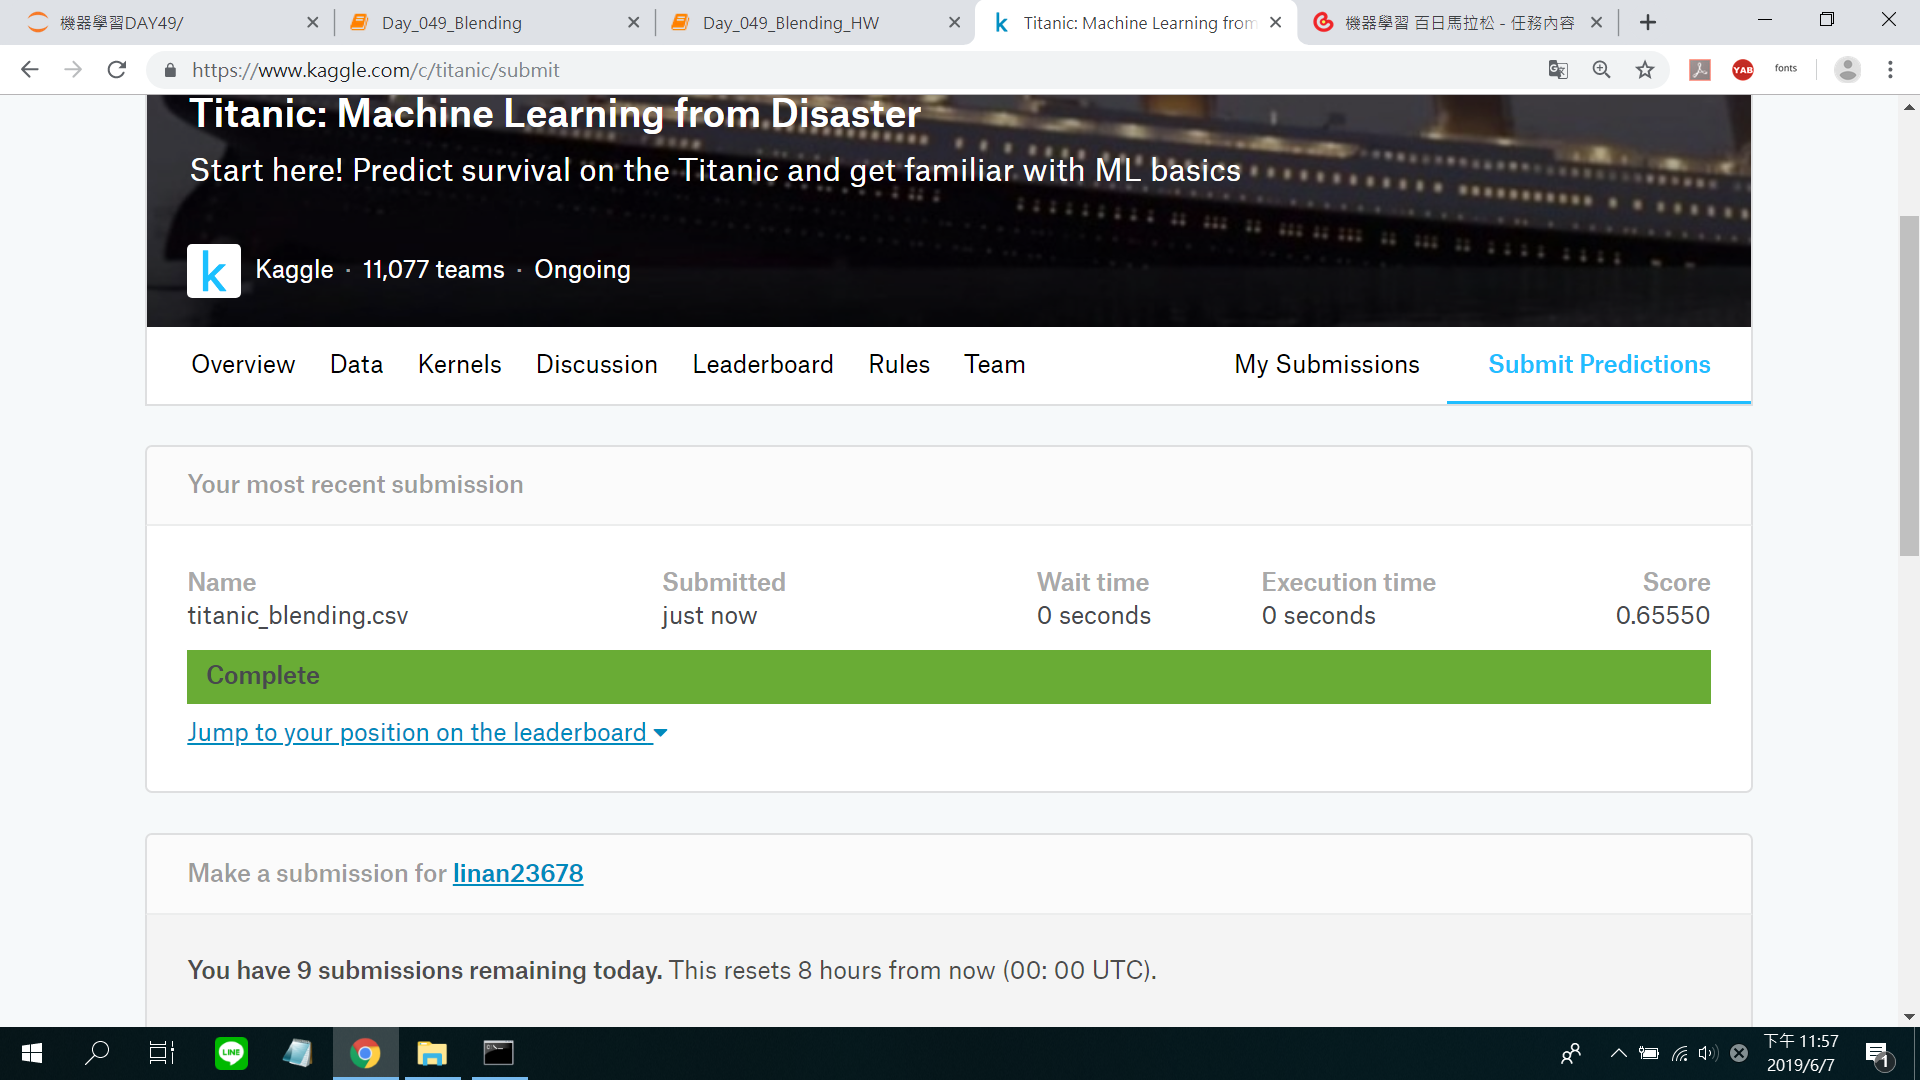 機器學習DAY49/
Day_049_Blending
Day_049_Blending_HW
Titanic: Machine Learning from
機器學習 百日馬拉松 - 任務內容
https://www.kaggle.com/c/titanic/submit
YAB
fonts
Titanic: Machine Learning from Disaster
Start here! Predict survival on the Titanic and get familiar with ML basics
k
Kaggle · 11,077 teams · Ongoing
Overview Data Kernels Discussion Leaderboard Rules Team My Submissions Submit Predictions
Your most recent submission
Name Submitted Wait time Execution time Score
titanic_blending.csv just now 0 seconds 0 seconds 0.65550
Complete
Jump to your position on the leaderboard
Make a submission for linan23678
You have 9 submissions remaining today. This resets 8 hours from now (00: 00 UTC).
LINE
下午 11:57
2019/6/7
1